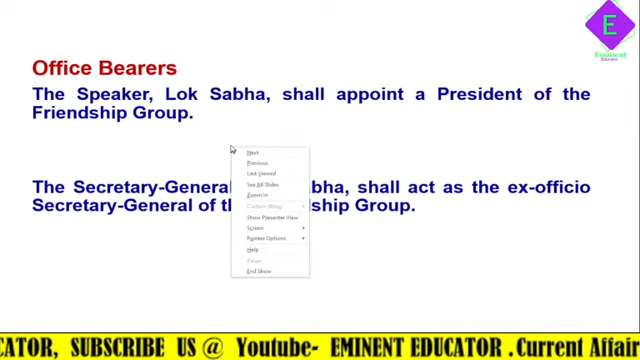 E
Eminent
Educator
Office Bearers
The Speaker, Lok Sabha, shall appoint a President of the
Friendship Group.
Next
Previous
Last Viewed
See All Slides
Zoom In
Custom Show
Show Presenter View
Screen
Pointer Options
Help
Pause
End Show
The Secretary-General bha, shall act as the ex-officio
Secretary-General of th ship Group.
CATOR, SUBSCRIBE US @ Youtube- EMINENT EDUCATOR .Current Affair